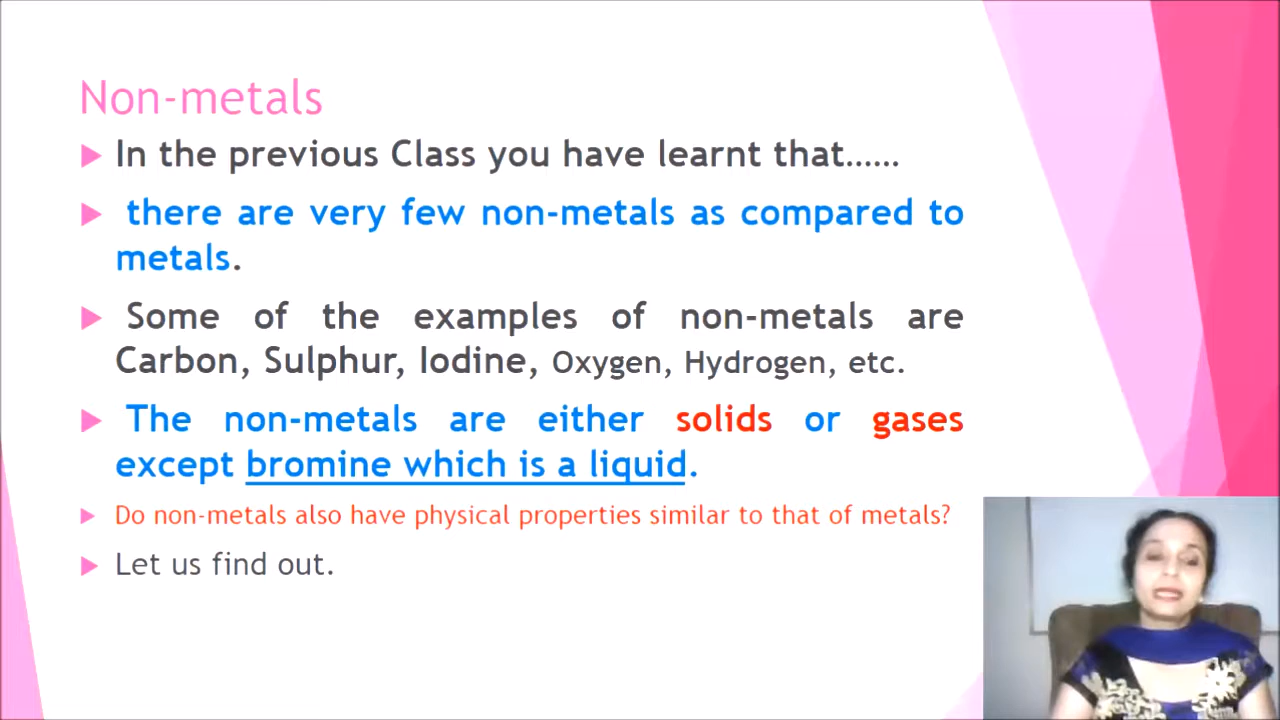 Non-metals
In the previous Class you have learnt that……
there are very few non-metals as compared to
metals.
Some of the examples of non-metals are
Carbon, Sulphur, Iodine, Oxygen, Hydrogen, etc.
The non-metals are either solids or gases
except bromine which is a liquid.
Do non-metals also have physical properties similar to that of metals?
Let us find out.